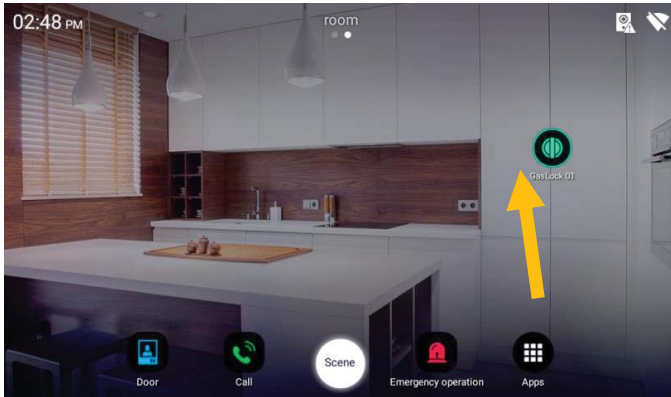 02:48 PM
room
GasLock 01
Scene
Door
Call
Emergency operation
Apps